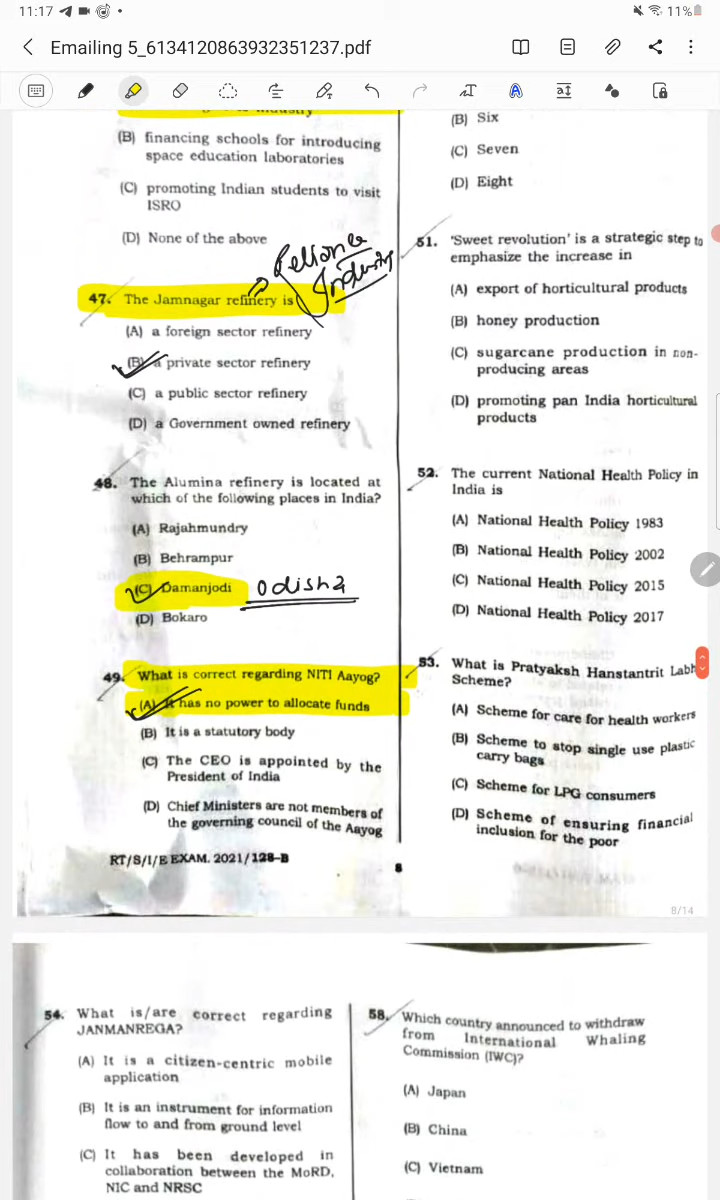 11:17
11%
Emailing 5_6134120863932351237.pdf
(B) financing schools for introducing
space education laboratories
(C) promoting Indian students to visit
ISRO
(D) None of the above
Reliance
Industry
47. The Jamnagar refinery is
(A) a foreign sector refinery
(B) a private sector refinery
(C) a public sector refinery
(D) a Government owned refinery
48. The Alumina refinery is located at
which of the following places in India?
(A) Rajahmundry
(B) Behrampur
(C) Damanjodi Odisha
(D) Bokaro
49. What is correct regarding NITI Aayog?
(A) It has no power to allocate funds
(B) It is a statutory body
(C) The CEO is appointed by the
President of India
(D) Chief Ministers are not members of
the governing council of the Aayog
RT/S/I/E EXAM. 2021/128-B
(B) Six
(C) Seven
(D) Eight
51. 'Sweet revolution' is a strategic step to
emphasize the increase in
(A) export of horticultural products
(B) honey production
(C) sugarcane production in non-
producing areas
(D) promoting pan India horticultural
products
52. The current National Health Policy in
India is
(A) National Health Policy 1983
(B) National Health Policy 2002
(C) National Health Policy 2015
(D) National Health Policy 2017
53. What is Pratyaksh Hanstantrit Labh
Scheme?
(A) Scheme for care for health workers
(B) Scheme to stop single use plastic
carry bags
(C) Scheme for LPG consumers
(D) Scheme of ensuring financial
inclusion for the poor
8
8/14
54. What is/are correct regarding
JANMANREGA?
(A) It is a citizen-centric mobile
application
(B) It is an instrument for information
flow to and from ground level
(C) It has been developed in
collaboration between the MoRD,
NIC and NRSC
58. Which country announced to withdraw
from International Whaling
Commission (IWC)?
(A) Japan
(B) China
(C) Vietnam